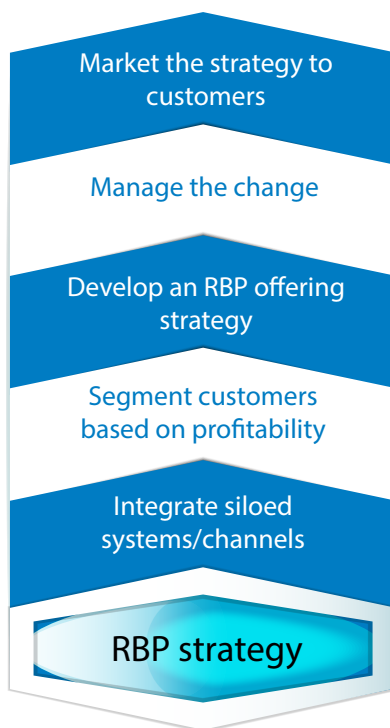 Market the strategy to
customers
Manage the change
Develop an RBP offering
strategy
Segment customers
based on profitability
Integrate siloed
systems/channels
RBP strategy